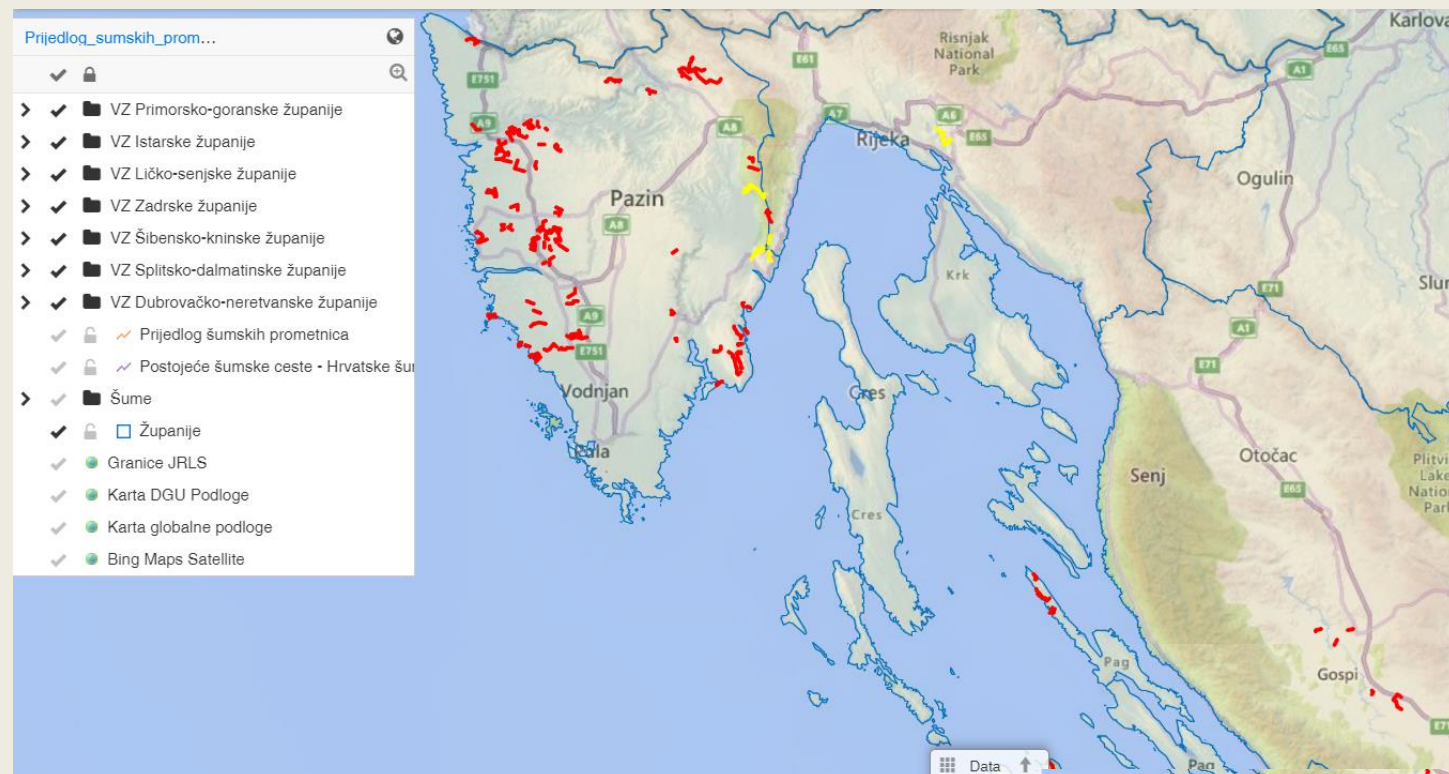 Prijedlog_sumskih_prom...
VZ Primorsko-goranske županije
VZ Istarske županije
VZ Ličko-senjske županije
VZ Zadrske županije
VZ Šibensko-kninske županije
VZ Splitsko-dalmatinske županije
VZ Dubrovačko-neretvanske županije
Prijedlog šumskih prometnica
Postojeće šumske ceste - Hrvatske šu
Šume
Županije
Granice JRLS
Karta DGU Podloge
Karta globalne podloge
Bing Maps Satellite
Karlova
Risnjak
National
Park
E65
E61
A1
E751
A9
A8
A7
A6
E65
Rijeka
Ogulin
Pazin
A8
Krk
E71
Slur
A9
A1
E751
E71
Vodnjan
Cres
Pula
Otočac
Senj
E65
Plitvi
Lake
Natio
Park
Cres
Pag
Gospi
E71
Pag
Data